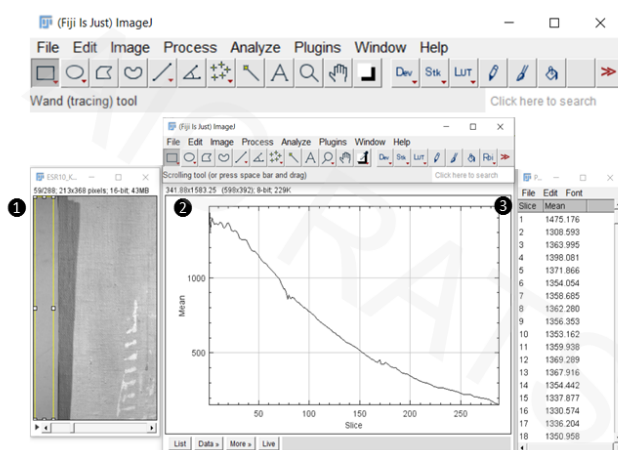 (Fiji Is Just) ImageJ
File Edit Image Process Analyze Plugins Window Help
Dev Stk LUT
Wand (tracing) tool
Click here to search
(Fiji Is Just) ImageJ
File Edit Image Process Analyze Plugins Window Help
Dev Stk LUT Roi
Scrolling tool (or press space bar and drag)
Click here to search
1
ESR10_K...
59/288; 213x368 pixels; 16-bit; 43MB
2
341.88x1583.25 (598x392); 8-bit; 229K
Mean
1000
500
50 100 150 200 250
Slice
List Data » More » Live
3
P...
File Edit Font
Slice Mean
1 1475.176
2 1308.593
3 1363.995
4 1398.081
5 1371.866
6 1354.054
7 1358.685
8 1362.280
9 1356.353
10 1353.162
11 1359.938
12 1369.289
13 1367.916
14 1354.442
15 1337.877
16 1330.574
17 1336.204
18 1350.958